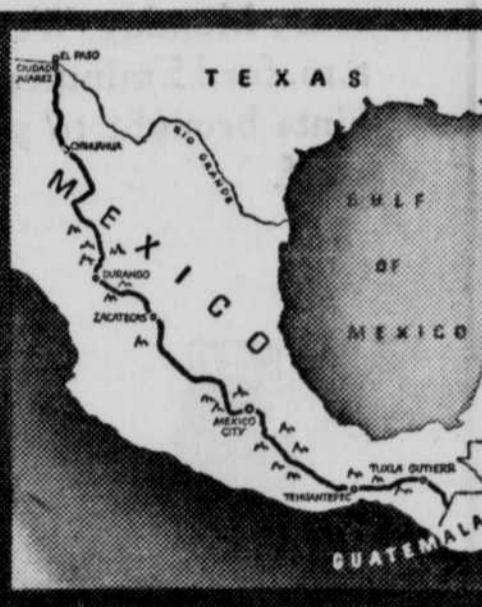 EL PASO
CIUDAD
JUAREZ
TEXAS
CHIHUAHUA
RIO GRANDE
MEXICO
GULF
OF
MEXICO
DURANGO
ZACATECAS
MEXICO
CITY
TUXLA GUTIERR
TEHUANTEPEC
GUATEMALA